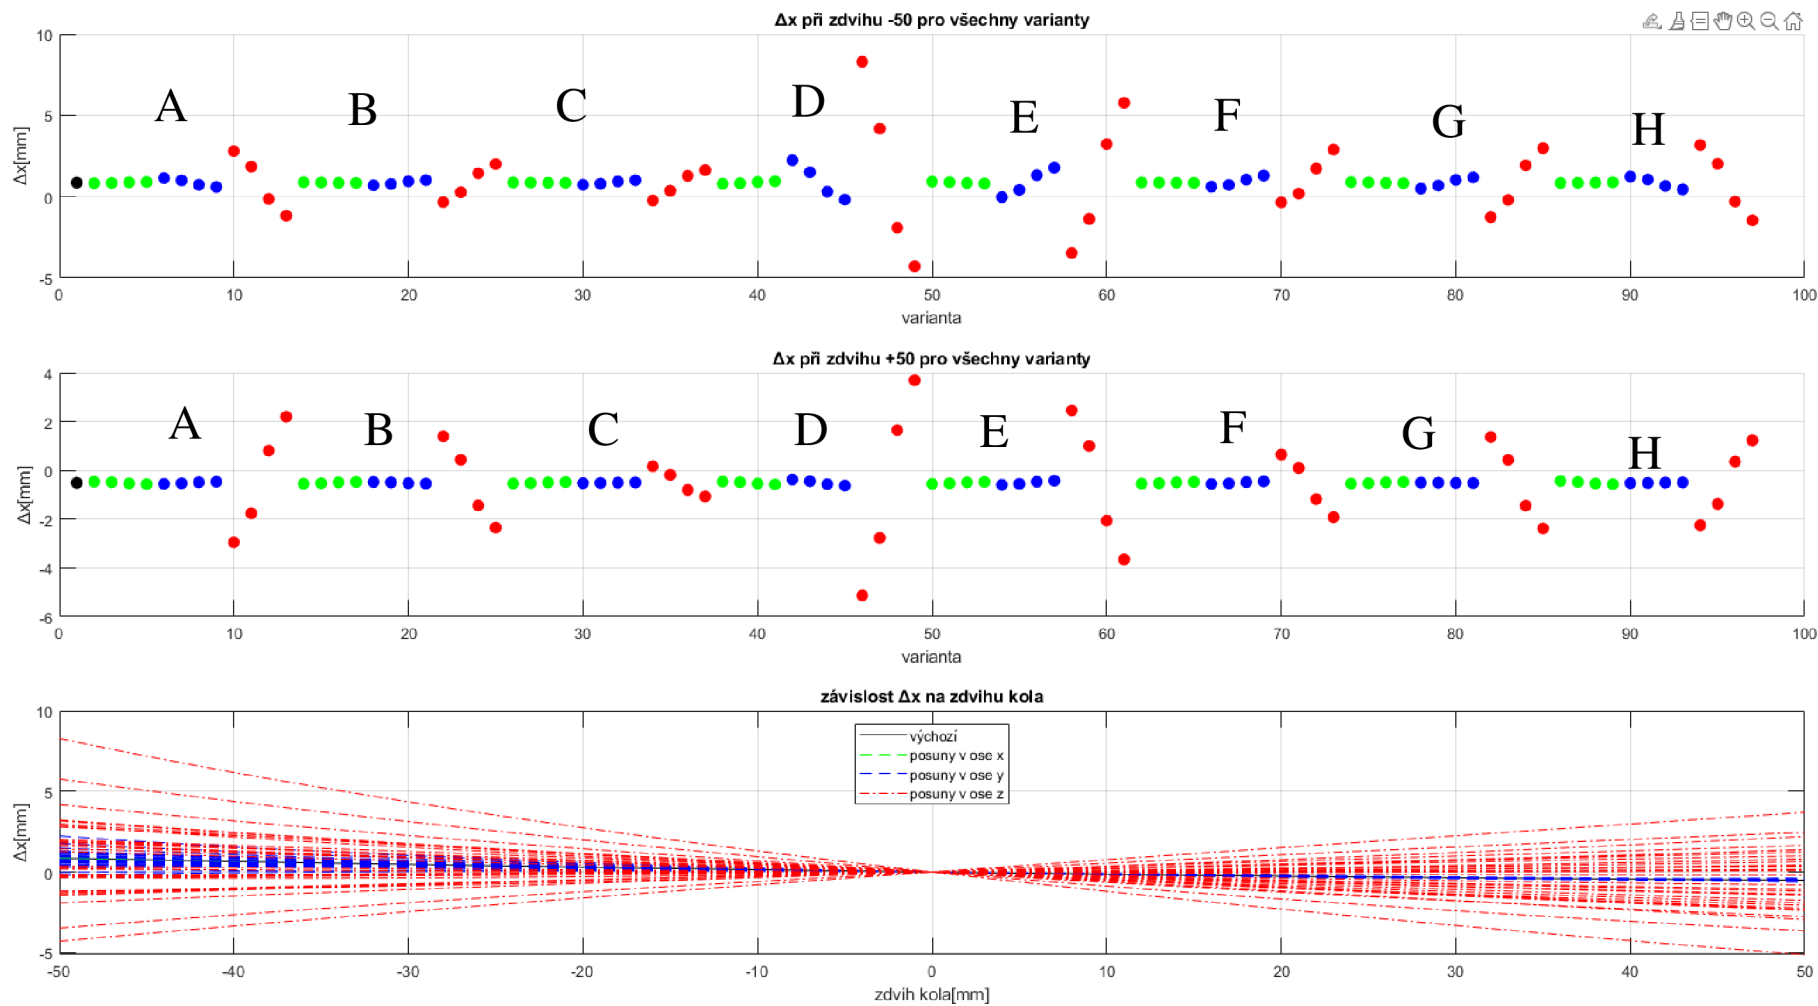 Δx při zdvihu -50 pro všechny varianty
10
5
0
-5
Δx[mm]
A B C D E F G H
0 10 20 30 40 50 60 70 80 90 100
varianta
Δx při zdvihu +50 pro všechny varianty
4
2
0
-2
-4
-6
Δx[mm]
A B C D E F G H
0 10 20 30 40 50 60 70 80 90 100
varianta
závislost Δx na zdvihu kola
10
5
0
-5
Δx[mm]
výchozí
posuny v ose x
posuny v ose y
posuny v ose z
-50 -40 -30 -20 -10 0 10 20 30 40 50
zdvih kola[mm]